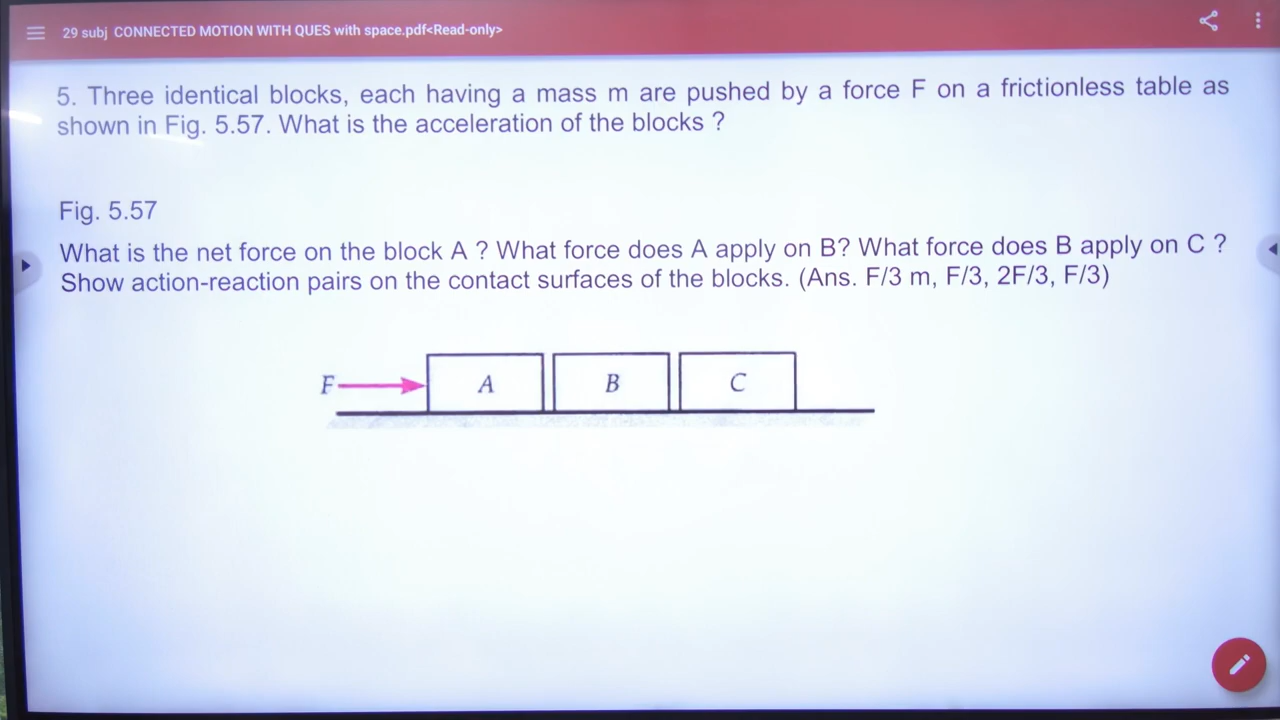 29 subj CONNECTED MOTION WITH QUES with space.pdf<Read-only>
5. Three identical blocks, each having a mass m are pushed by a force F on a frictionless table as
shown in Fig. 5.57. What is the acceleration of the blocks ?
Fig. 5.57
What is the net force on the block A ? What force does A apply on B? What force does B apply on C ?
Show action-reaction pairs on the contact surfaces of the blocks. (Ans. F/3 m, F/3, 2F/3, F/3)
F A B C